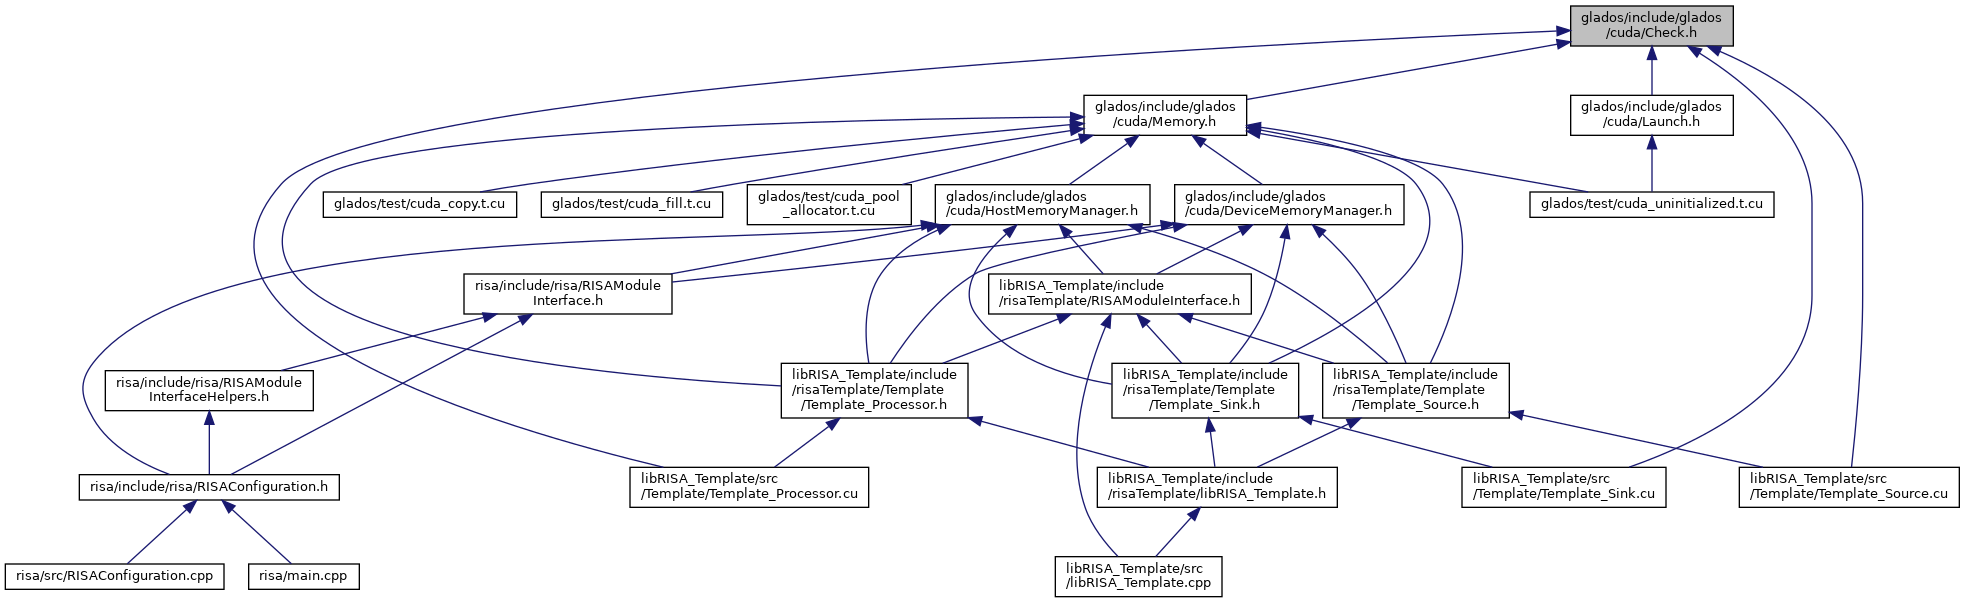 glados/include/glados
/cuda/Check.h
glados/include/glados
/cuda/Memory.h
glados/include/glados
/cuda/Launch.h
glados/test/cuda_copy.t.cu
glados/test/cuda_fill.t.cu
glados/test/cuda_pool
_allocator.t.cu
glados/include/glados
/cuda/HostMemoryManager.h
glados/include/glados
/cuda/DeviceMemoryManager.h
glados/test/cuda_uninitialized.t.cu
risa/include/risa/RISAModule
Interface.h
libRISA_Template/include
/risaTemplate/RISAModuleInterface.h
risa/include/risa/RISAModule
InterfaceHelpers.h
libRISA_Template/include
/risaTemplate/Template
/Template_Processor.h
libRISA_Template/include
/risaTemplate/Template
/Template_Sink.h
libRISA_Template/include
/risaTemplate/Template
/Template_Source.h
risa/include/risa/RISAConfiguration.h
libRISA_Template/src
/Template/Template_Processor.cu
libRISA_Template/include
/risaTemplate/libRISA_Template.h
libRISA_Template/src
/Template/Template_Sink.cu
libRISA_Template/src
/Template/Template_Source.cu
risa/src/RISAConfiguration.cpp
risa/main.cpp
libRISA_Template/src
/libRISA_Template.cpp